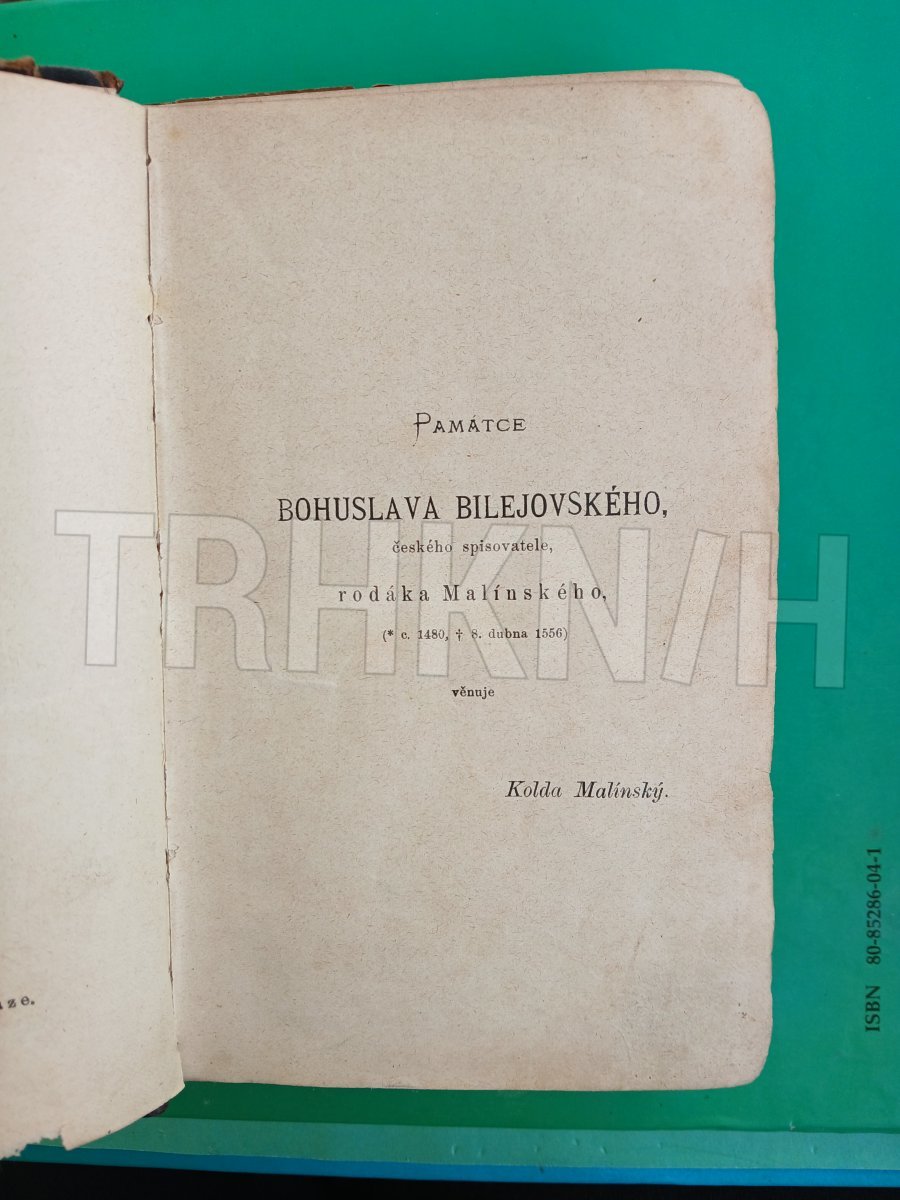 Památce
BOHUSLAVA BILEJOVSKÉHO,
českého spisovatele,
rodáka Malínského,
(* c. 1480, † 8. dubna 1556)
věnuje
Kolda Malínský.
TRHKNIH
ISBN 80-85286-04-1